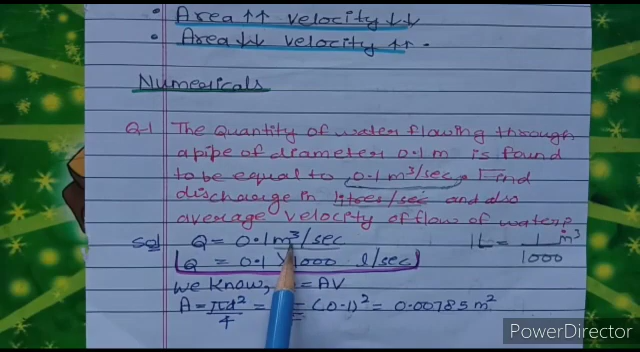 • Area ↑↑ velocity ↓↓
• Area ↓↓ velocity ↑↑ •
Numericals
Q-1 The Quantity of water flowing through
a pipe of diameter 0.1 m is found
to be equal to 0.1 m³/sec. Find
discharge in litres/sec and also
average velocity of flow of water?
Sol Q = 0.1 m³/sec 1L = 1/1000 m³
Q = 0.1 × 1000 l/sec
We know, = AV
A = πd²/4 = (0.1)² = 0.00785 m²
PowerDirector